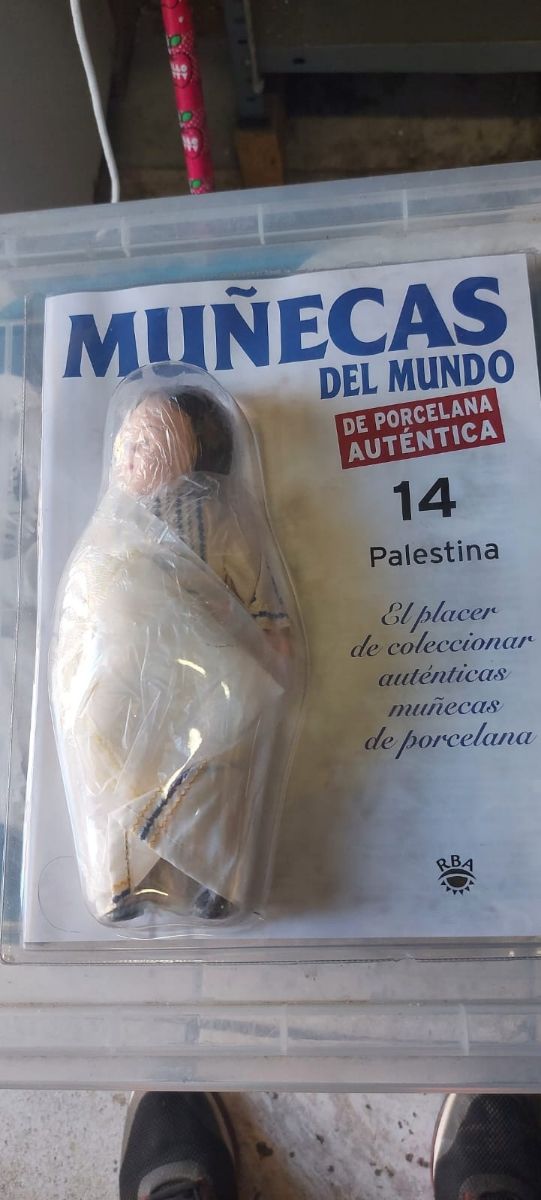 MUÑECAS
DEL MUNDO
DE PORCELANA
AUTÉNTICA
14
Palestina
El placer
de coleccionar
auténticas
muñecas
de porcelana
RBA